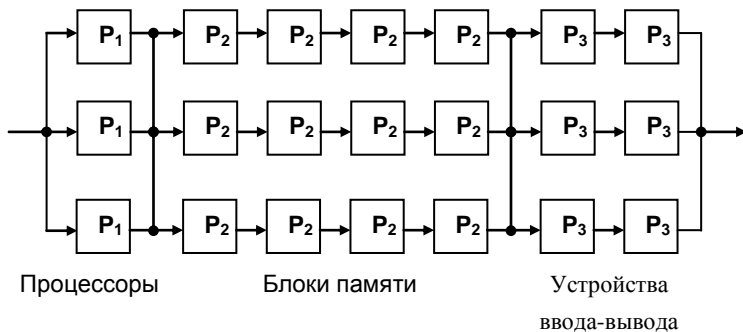 P₁ P₂ P₂ P₂ P₂ P₃ P₃
P₁ P₂ P₂ P₂ P₂ P₃ P₃
P₁ P₂ P₂ P₂ P₂ P₃ P₃
Процессоры Блоки памяти Устройства
ввода-вывода